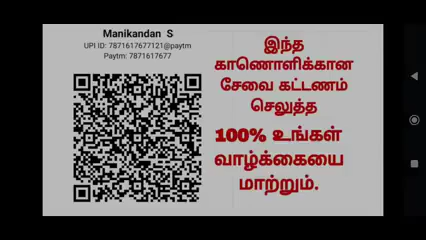 Manikandan S
UPI ID: 7871617677121@paytm
Paytm: 7871617677
இந்த
காணொளிக்கான
சேவை கட்டணம்
செலுத்த
100% உங்கள்
வாழ்க்கையை
மாற்றும்.